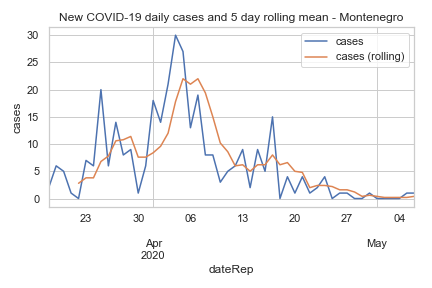 New COVID-19 daily cases and 5 day rolling mean - Montenegro
cases
cases (rolling)
cases
30
25
20
15
10
5
0
23
30
06
13
20
27
04
Apr
2020
May
dateRep